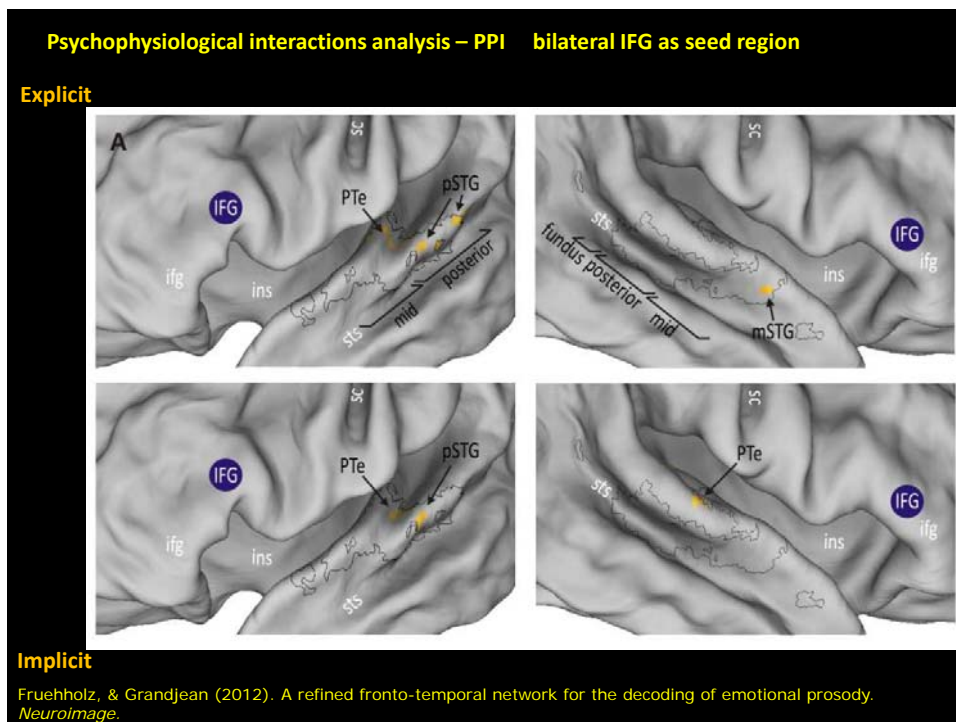 Psychophysiological interactions analysis – PPI bilateral IFG as seed region
Explicit
A
sc
IFG
PTe
pSTG
ifg
ins
posterior
mid
sts
sc
sts
IFG
ifg
fundus
posterior
mid
ins
mSTG
sc
IFG
PTe
pSTG
ifg
ins
sts
sc
PTe
sts
IFG
ifg
ins
Implicit
Fruehholz, & Grandjean (2012). A refined fronto-temporal network for the decoding of emotional prosody.
Neuroimage.